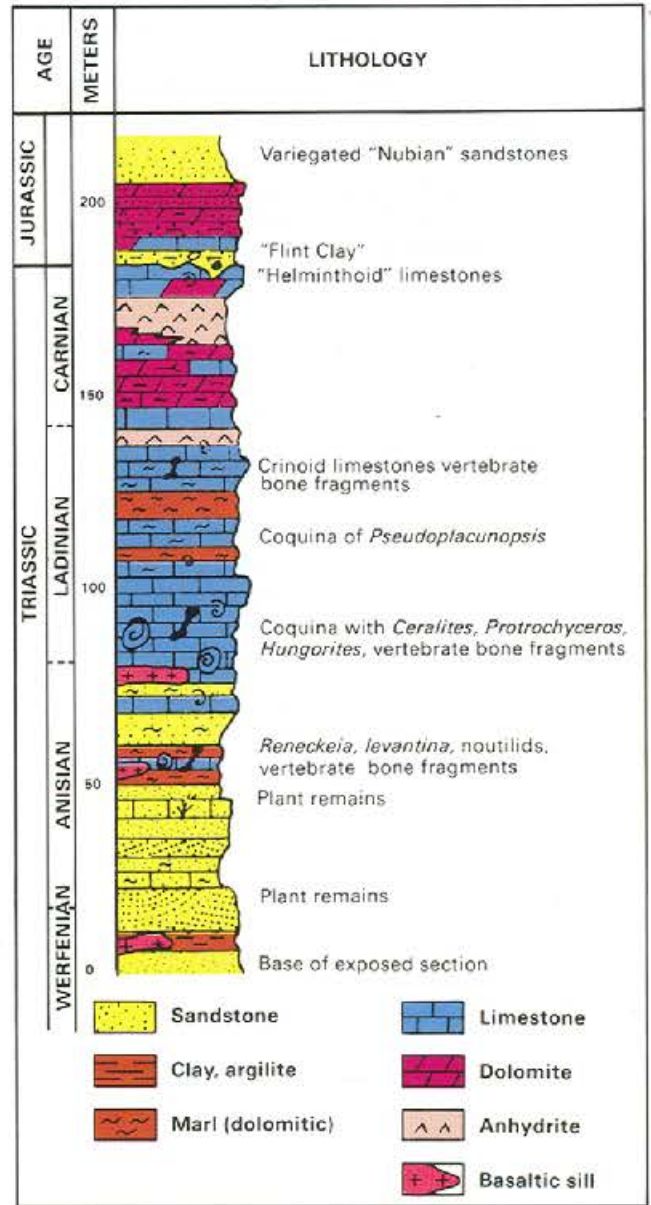 AGE
METERS
LITHOLOGY
JURASSIC
TRIASSIC
CARNIAN
LADINIAN
ANISIAN
WERFENIAN
200
150
100
50
0
Variegated "Nubian" sandstones
"Flint Clay"
"Helminthoid" limestones
Crinoid limestones vertebrate
bone fragments
Coquina of Pseudoplacunopsis
Coquina with Ceralites, Protrochyceros,
Hungorites, vertebrate bone fragments
Reneckeia, levantina, noutilids,
vertebrate bone fragments
Plant remains
Plant remains
Base of exposed section
Sandstone
Limestone
Clay, argilite
Dolomite
Marl (dolomitic)
Anhydrite
Basaltic sill